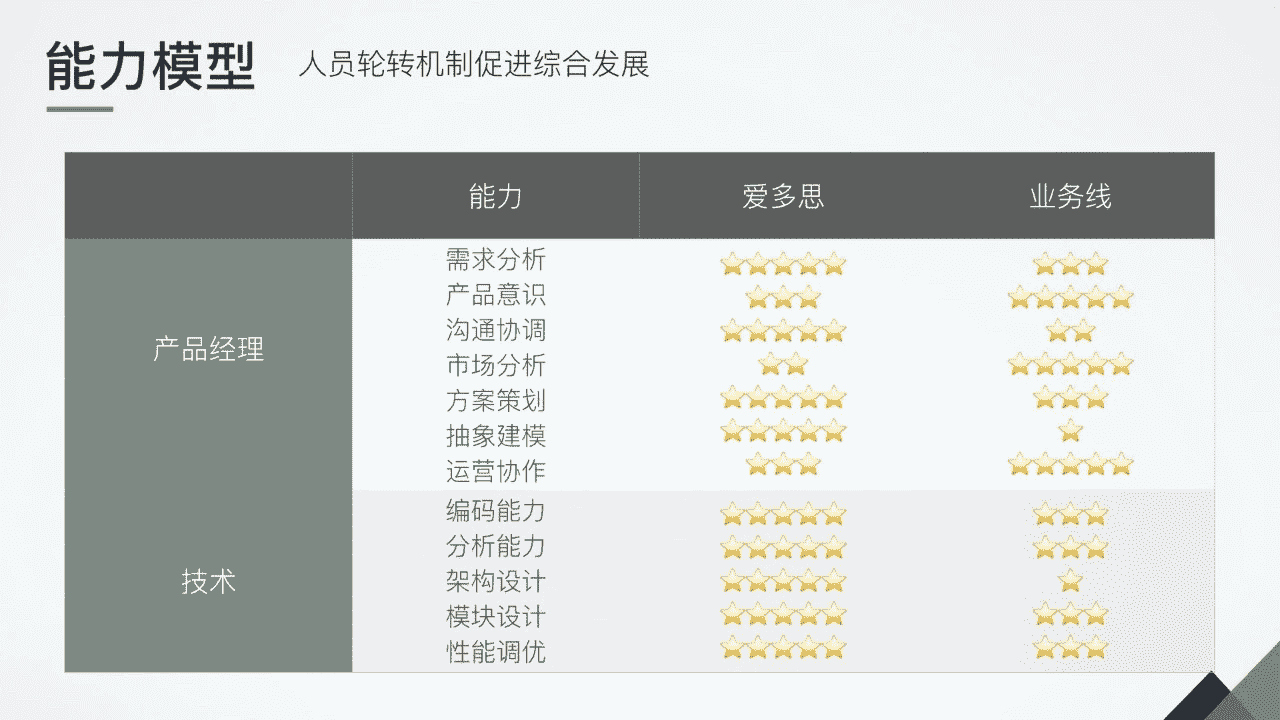 能力模型
人员轮转机制促进综合发展
能力 爱多思 业务线
产品经理
需求分析
产品意识
沟通协调
市场分析
方案策划
抽象建模
运营协作
技术
编码能力
分析能力
架构设计
模块设计
性能调优